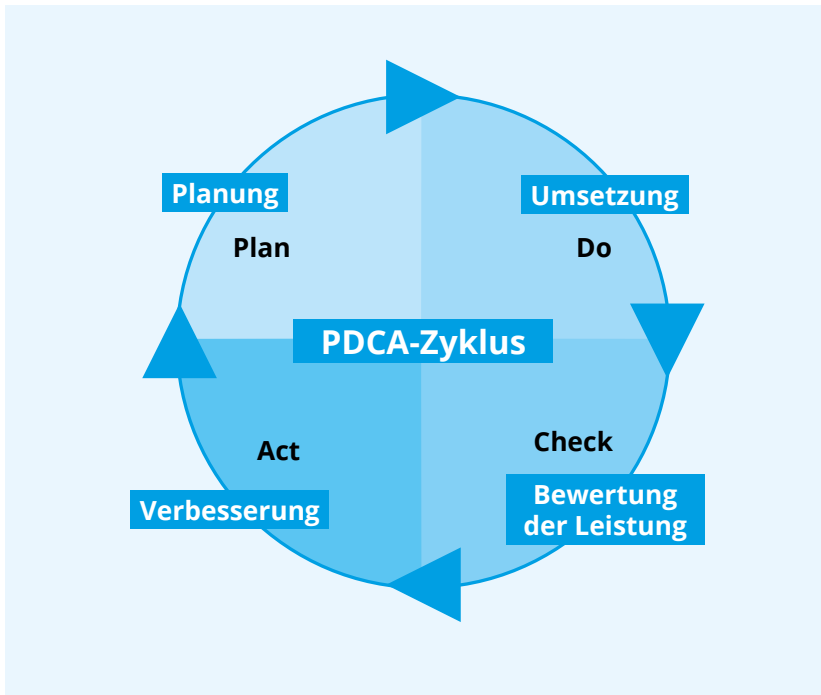 Planung
Plan
Umsetzung
Do
PDCA-Zyklus
Act
Verbesserung
Check
Bewertung
der Leistung